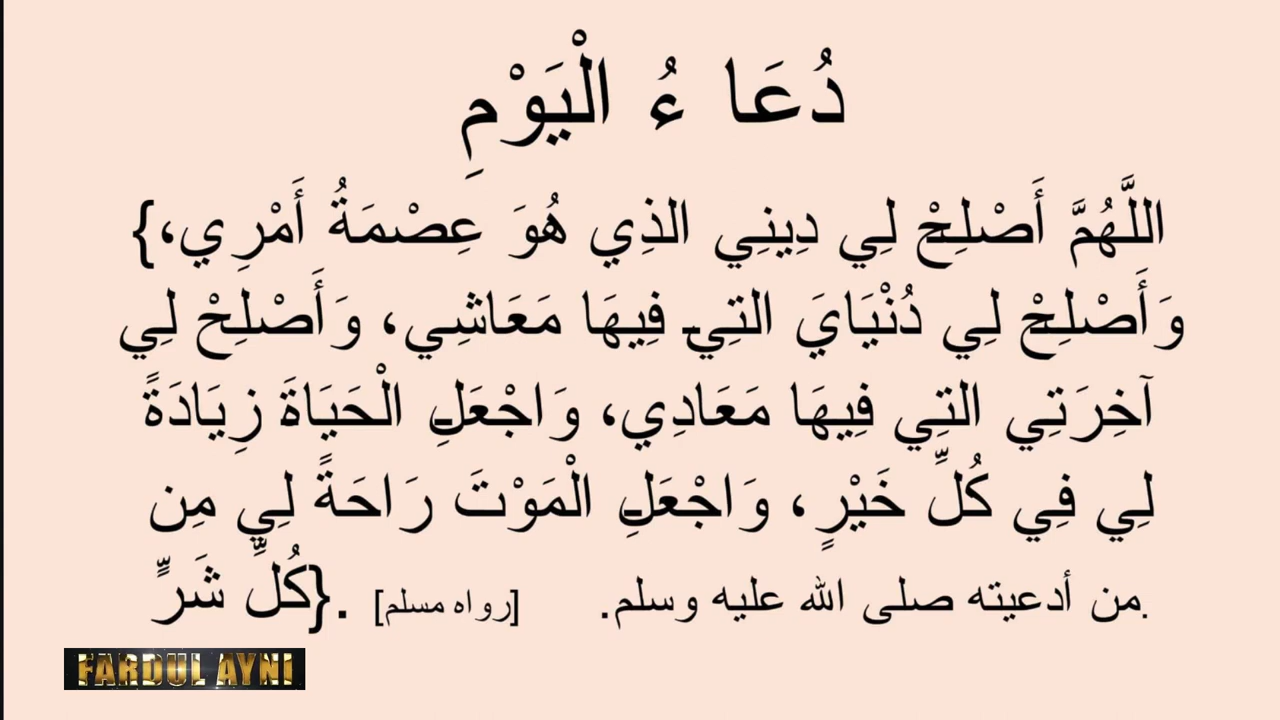 دُعَا ءُ الْيَوْمِ
اللَّهُمَّ أَصْلِحْ لِي دِينِي الذِي هُوَ عِصْمَةُ أَمْرِي،{
وَأَصْلِحْ لِي دُنْيَايَ التِي فِيهَا مَعَاشِي، وَأَصْلِحْ لِي
آخِرَتِي التِي فِيهَا مَعَادِي، وَاجْعَلِ الْحَيَاةَ زِيَادَةً
لِي فِي كُلِّ خَيْرٍ، وَاجْعَلِ الْمَوْتَ رَاحَةً لِي مِن
كُلِّ شَرٍّ}. [رواه مسلم] من أدعيته صلى الله عليه وسلم.
FARDUL AYNI